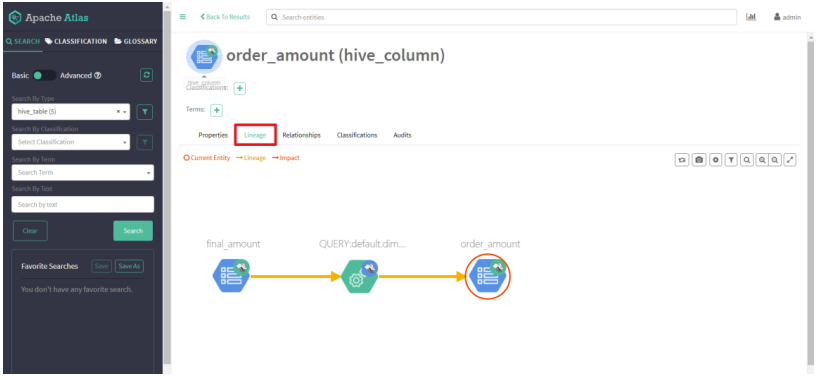 Apache Atlas
SEARCH CLASSIFICATION GLOSSARY
Basic Advanced
Search By Type
hive_table (5)
Search By Classification
Select Classification
Search By Term
Search Term
Search By Text
Search by text
Clear Search
Favorite Searches Save Save As
You don't have any favorite search.
Back To Results Search entities admin
order_amount (hive_column)
hive_column
Classifications:
Terms:
Properties Lineage Relationships Classifications Audits
Current Entity Lineage Impact
final_amount QUERY:default.dim... order_amount